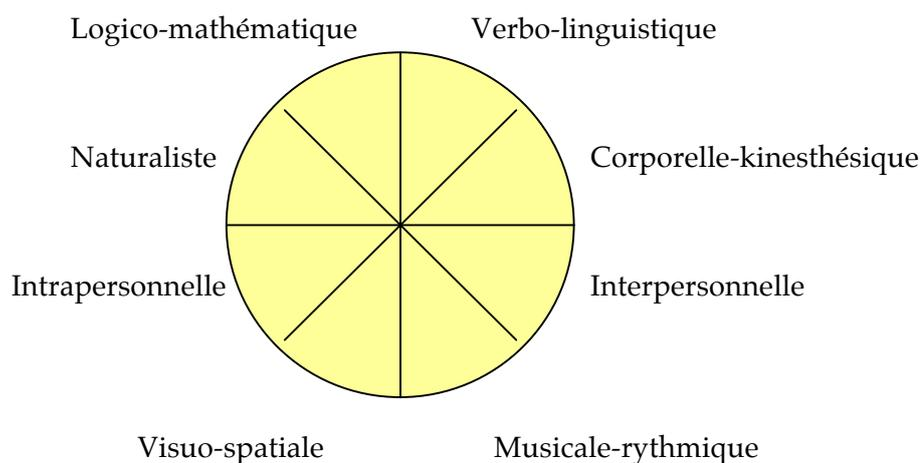 Logico-mathématique
Verbo-linguistique
Naturaliste
Corporelle-kinesthésique
Intrapersonnelle
Interpersonnelle
Visuo-spatiale
Musicale-rythmique